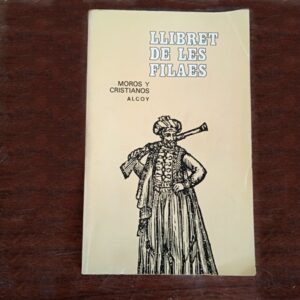 LLIBRET
DE LES
FILAES
MOROS Y
CRISTIANOS
ALCOY